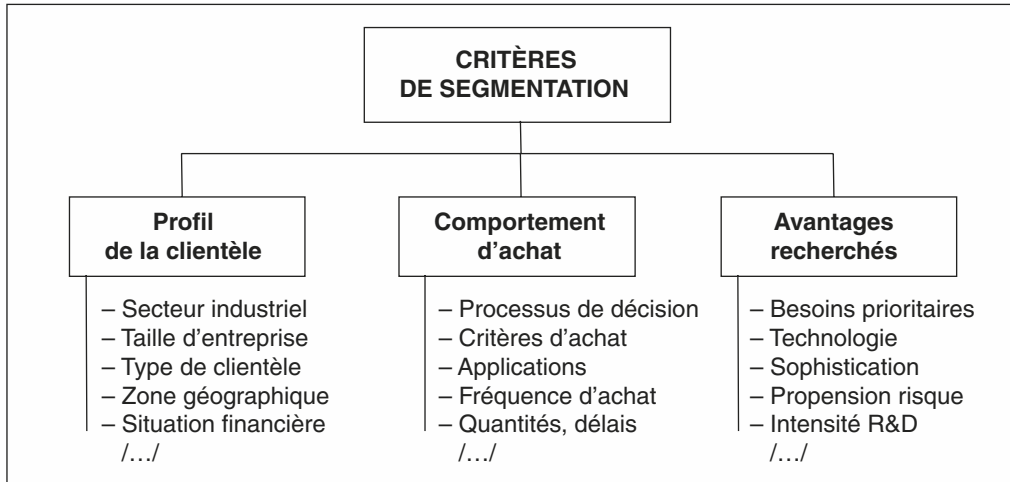 CRITÈRES
DE SEGMENTATION
Profil
de la clientèle
– Secteur industriel
– Taille d'entreprise
– Type de clientèle
– Zone géographique
– Situation financière
/…/
Comportement
d'achat
– Processus de décision
– Critères d'achat
– Applications
– Fréquence d'achat
– Quantités, délais
/…/
Avantages
recherchés
– Besoins prioritaires
– Technologie
– Sophistication
– Propension risque
– Intensité R&D
/…/